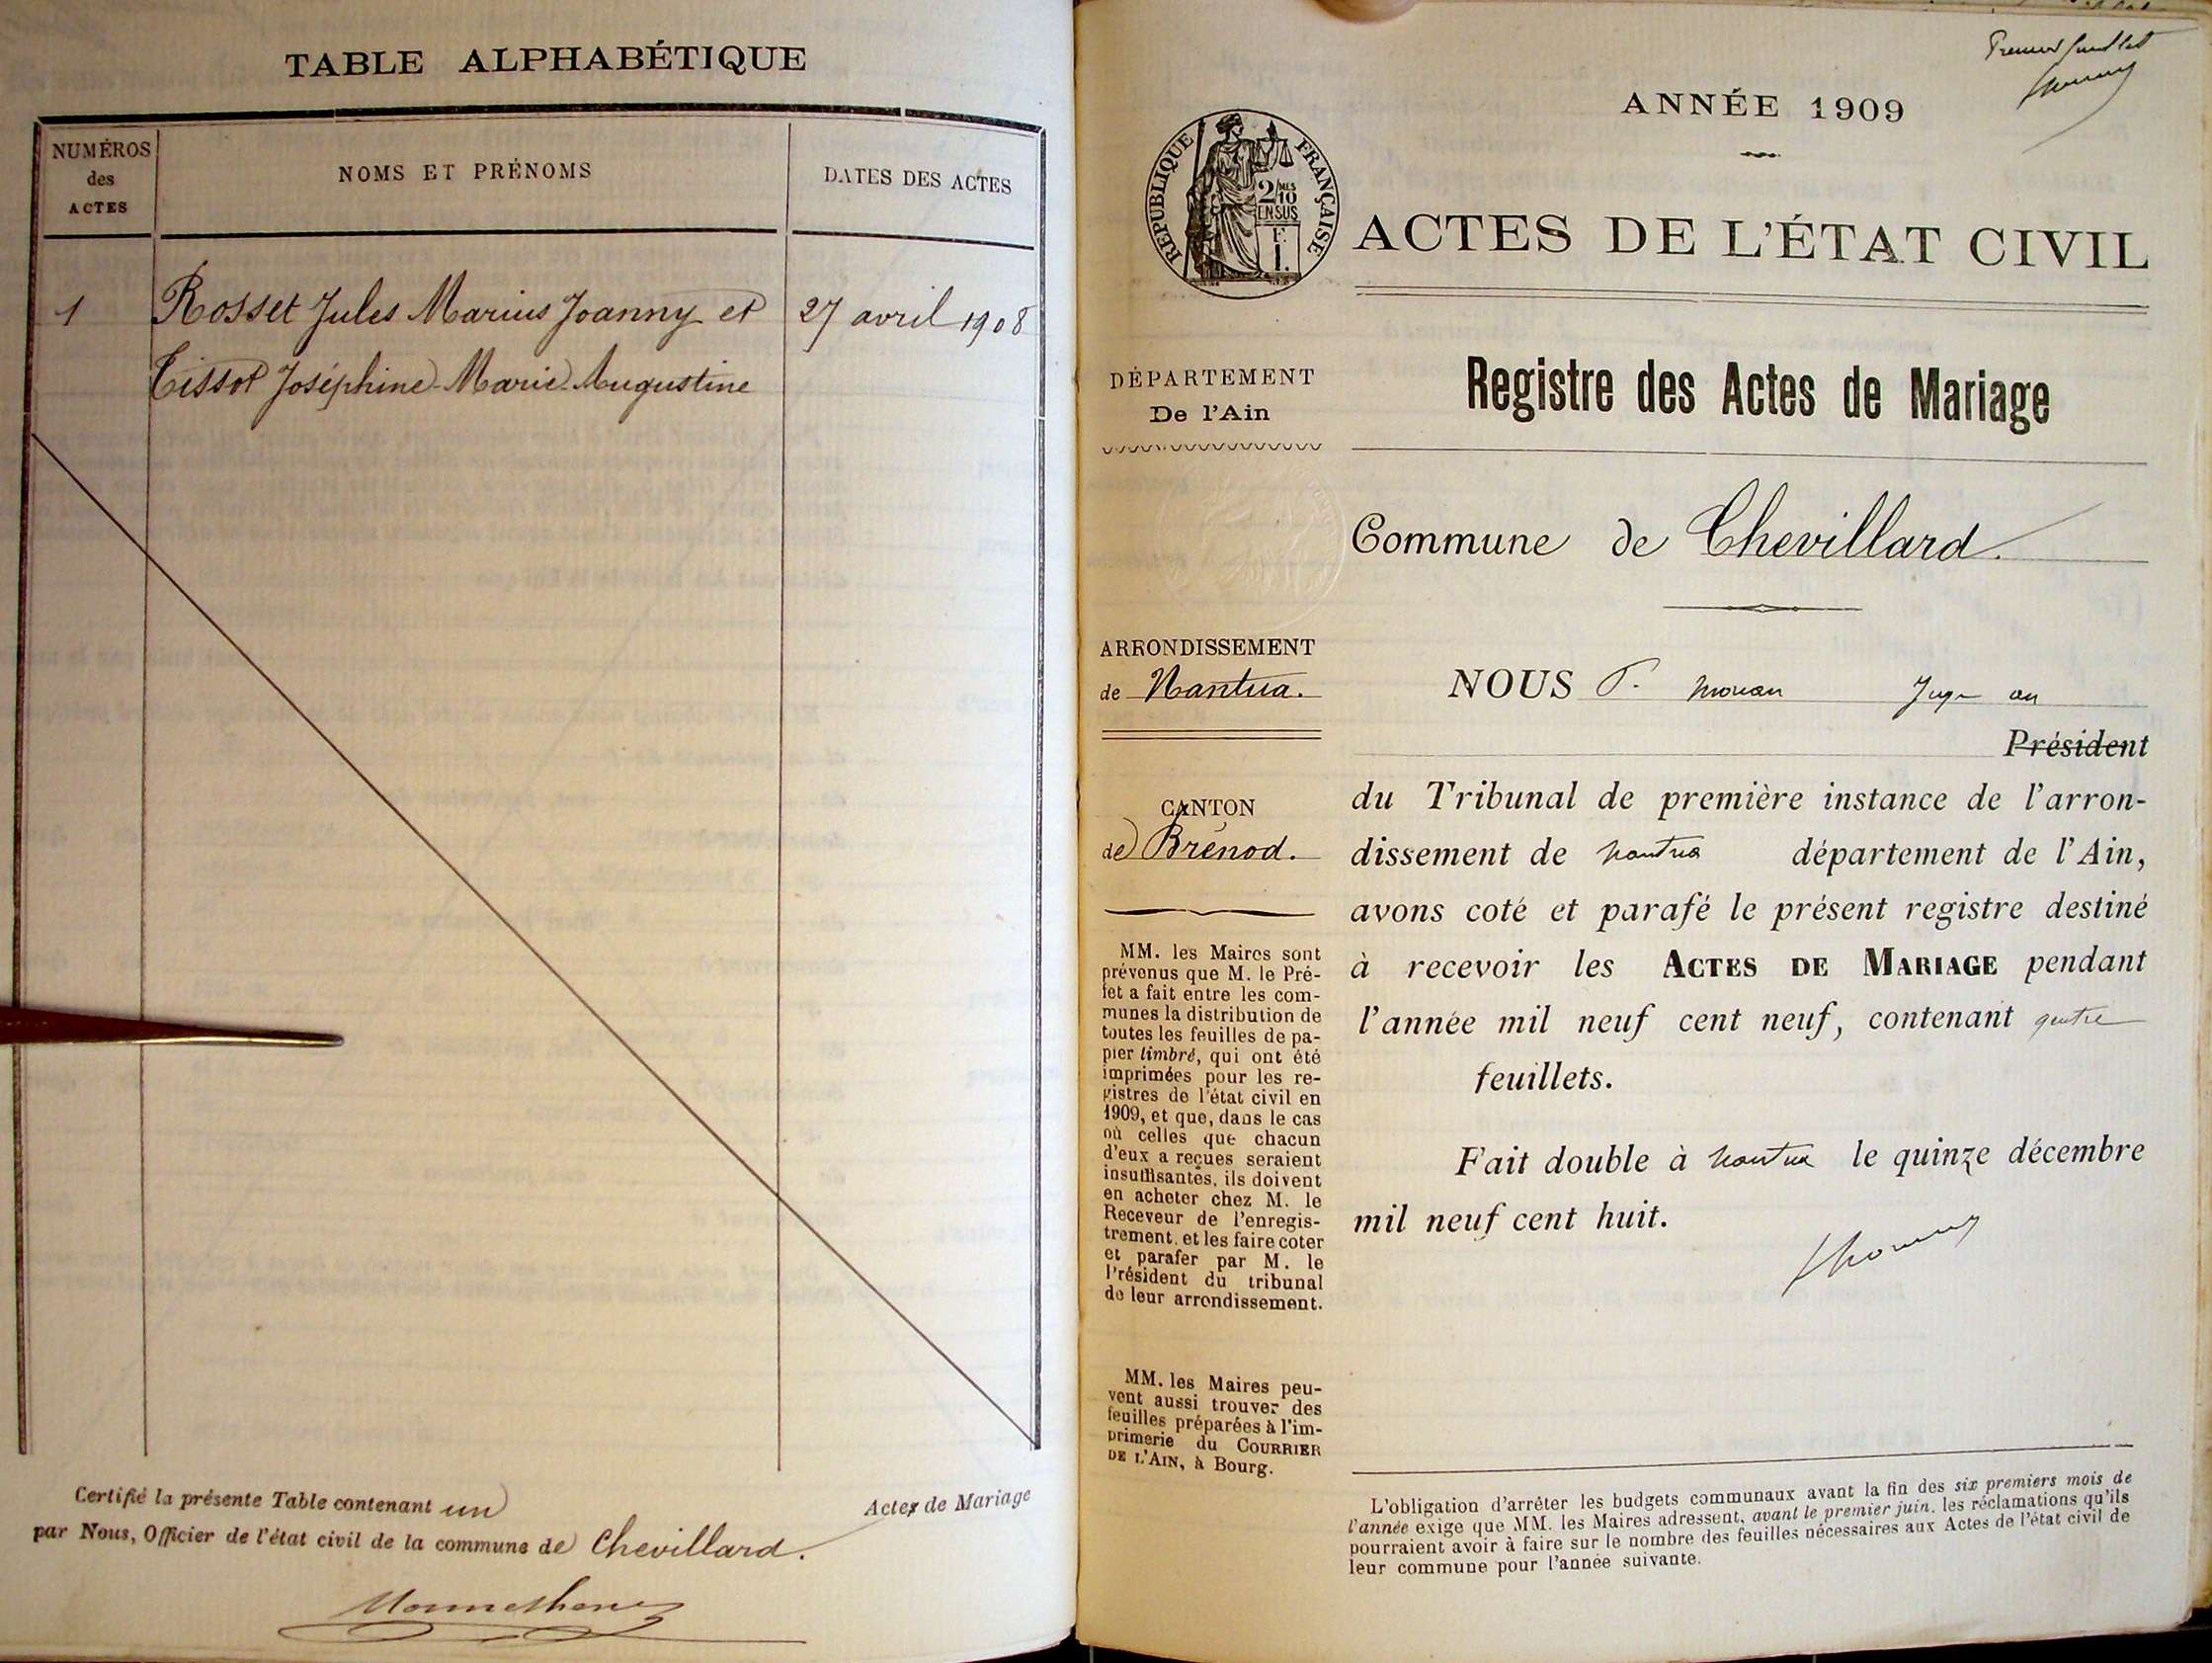 TABLE ALPHABÉTIQUE
NUMÉROS
des
ACTES
NOMS ET PRÉNOMS
DATES DES ACTES
1
Rosset Jules Marius Joanny et
27 avril 1908
Tissot Joséphine Marie Augustine
Certifié la présente Table contenant un
Actes de Mariage
par Nous, Officier de l'état civil de la commune de Chevillard.
Premier feuillet
ANNÉE 1909
RÉPUBLIQUE FRANÇAISE
2/10
EN SUS
ACTES DE L'ÉTAT CIVIL
DÉPARTEMENT
De l'Ain
Registre des Actes de Mariage
Commune de Chevillard.
ARRONDISSEMENT
de Nantua.
CANTON
de Brénod.
MM. les Maires sont
prévenus que M. le Pré-
fet a fait entre les com-
munes la distribution de
toutes les feuilles de pa-
pier timbré, qui ont été
imprimées pour les re-
gistres de l'état civil en
1909, et que, dans le cas
où celles que chacun
d'eux a reçues seraient
insuffisantes, ils doivent
en acheter chez M. le
Receveur de l'enregis-
trement, et les faire coter
et parafer par M. le
Président du tribunal
de leur arrondissement.
MM. les Maires peu-
vent aussi trouver des
feuilles préparées à l'im-
primerie du COURRIER
DE L'AIN, à Bourg.
NOUS Juge au
Président
du Tribunal de première instance de l'arron-
dissement de Nantua département de l'Ain,
avons coté et parafé le présent registre destiné
à recevoir les ACTES DE MARIAGE pendant
l'année mil neuf cent neuf, contenant quatre
feuillets.
Fait double à Nantua le quinze décembre
mil neuf cent huit.
L'obligation d'arrêter les budgets communaux avant la fin des six premiers mois de
l'année exige que MM. les Maires adressent, avant le premier juin, les réclamations qu'ils
pourraient avoir à faire sur le nombre des feuilles nécessaires aux Actes de l'état civil de
leur commune pour l'année suivante.